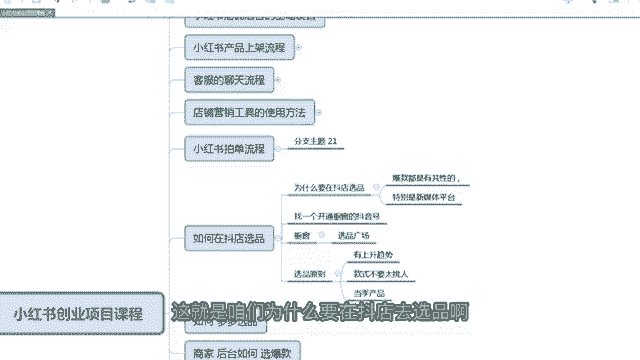 小红书产品上架流程
客服的聊天流程
店铺营销工具的使用方法
小红书拍单流程
分支主题 21
如何在抖店选品
为什么要在抖店选品
爆款都是有共性的，
特别是新媒体平台
找一个开通橱窗的抖音号
橱窗
选品广场
选品原则
有上升趋势
款式不要太挑人
当季产品
小红书创业项目课程
这就是咱们为什么要在抖店去选品啊
商家 后台如何 选爆款